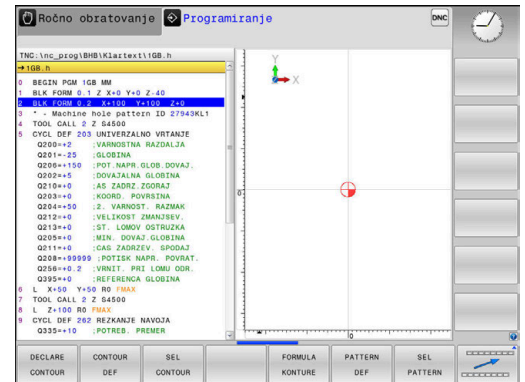 Ročno obratovanje
Programiranje
DNC
TNC:\nc_prog\BHB\Klartext\1GB.h
→1GB.h
0 BEGIN PGM 1GB MM
1 BLK FORM 0.1 Z X+0 Y+0 Z-40
2 BLK FORM 0.2 X+100 Y+100 Z+0
3 * - Machine hole pattern ID 27943KL1
4 TOOL CALL 2 Z S4500
5 CYCL DEF 203 UNIVERZALNO VRTANJE
Q200=+2 ;VARNOSTNA RAZDALJA
Q201=-25 ;GLOBINA
Q206=+150 ;POT.NAPR.GLOB.DOVAJ.
Q202=+5 ;DOVAJALNA GLOBINA
Q210=+0 ;AS ZADRZ.ZGORAJ
Q203=+0 ;KOORD. POVRSINA
Q204=+50 ;2. VARNOST. RAZMAK
Q212=+0 ;VELIKOST ZMANJSEV.
Q213=+0 ;ST. LOMOV OSTRUZKA
Q205=+0 ;MIN. DOVAJ.GLOBINA
Q211=+0 ;CAS ZADRZEV. SPODAJ
Q208=+99999 ;POTISK NAPR. POVRAT.
Q256=+0.2 ;VRNIT. PRI LOMU ODR.
Q395=+0 ;REFERENCA GLOBINA
6 L X+50 Y+50 R0 FMAX
7 TOOL CALL 2 Z S4500
8 L Z+100 R0 FMAX
9 CYCL DEF 262 REZKANJE NAVOJA
Q335=+10 ;POTREB. PREMER
Y
X
0
0
DECLARE CONTOUR
CONTOUR DEF
SEL CONTOUR
FORMULA KONTURE
PATTERN DEF
SEL PATTERN